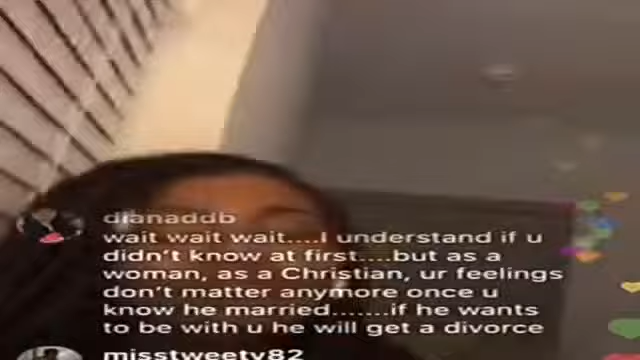 dianaddb
wait wait wait....I understand if u
didn't know at first....but as a
woman, as a Christian, ur feelings
don't matter anymore once u
know he married.......if he wants
to be with u he will get a divorce
misstweety82